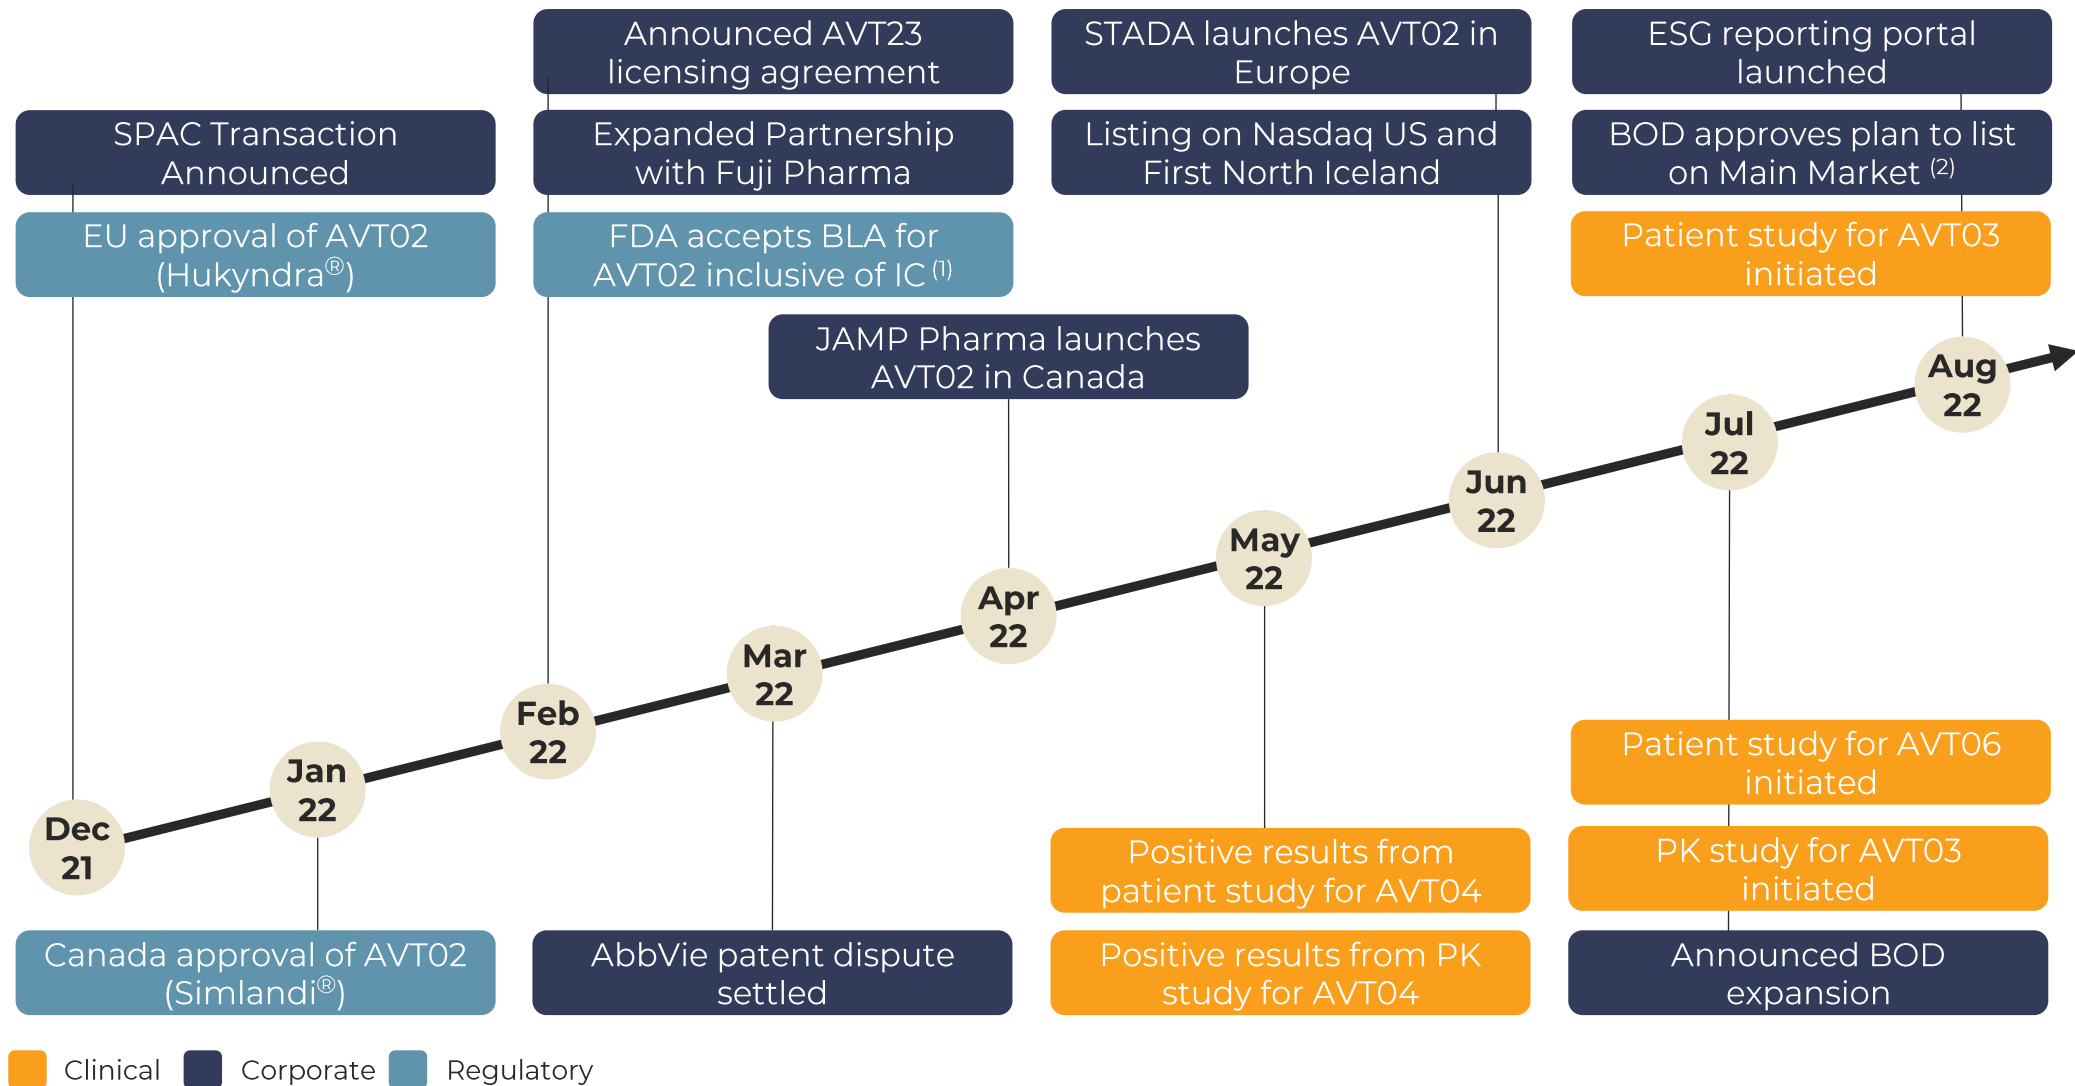 Announced AVT23
licensing agreement
STADA launches AVT02 in
Europe
ESG reporting portal
launched
SPAC Transaction
Announced
Expanded Partnership
with Fuji Pharma
Listing on Nasdaq US and
First North Iceland
BOD approves plan to list
on Main Market (2)
EU approval of AVT02
(Hukyndra®)
FDA accepts BLA for
AVT02 inclusive of IC (1)
Patient study for AVT03
initiated
JAMP Pharma launches
AVT02 in Canada
Dec
21
Jan
22
Feb
22
Mar
22
Apr
22
May
22
Jun
22
Jul
22
Aug
22
Patient study for AVT06
initiated
Positive results from
patient study for AVT04
PK study for AVT03
initiated
Canada approval of AVT02
(Simlandi®)
AbbVie patent dispute
settled
Positive results from PK
study for AVT04
Announced BOD
expansion
Clinical
Corporate
Regulatory